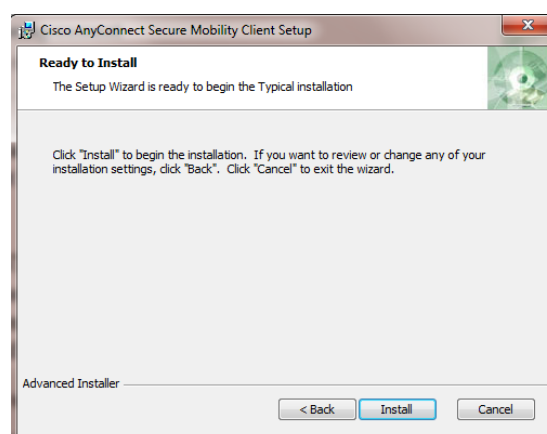 Cisco AnyConnect Secure Mobility Client Setup
Ready to Install
The Setup Wizard is ready to begin the Typical installation
Click "Install" to begin the installation. If you want to review or change any of your
installation settings, click "Back". Click "Cancel" to exit the wizard.
Advanced Installer
< Back Install Cancel